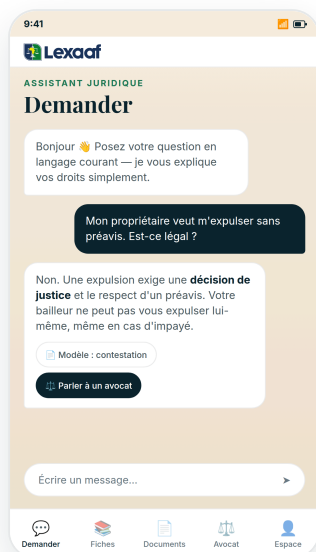 9:41
Lexaaf
ASSISTANT JURIDIQUE
Demander
Bonjour 👋 Posez votre question en
langage courant — je vous explique
vos droits simplement.
Mon propriétaire veut m'expulser sans
préavis. Est-ce légal ?
Non. Une expulsion exige une décision de
justice et le respect d'un préavis. Votre
bailleur ne peut pas vous expulser lui-
même, même en cas d'impayé.
📄 Modèle : contestation
⚖️ Parler à un avocat
Écrire un message...
Demander Fiches Documents Avocat Espace